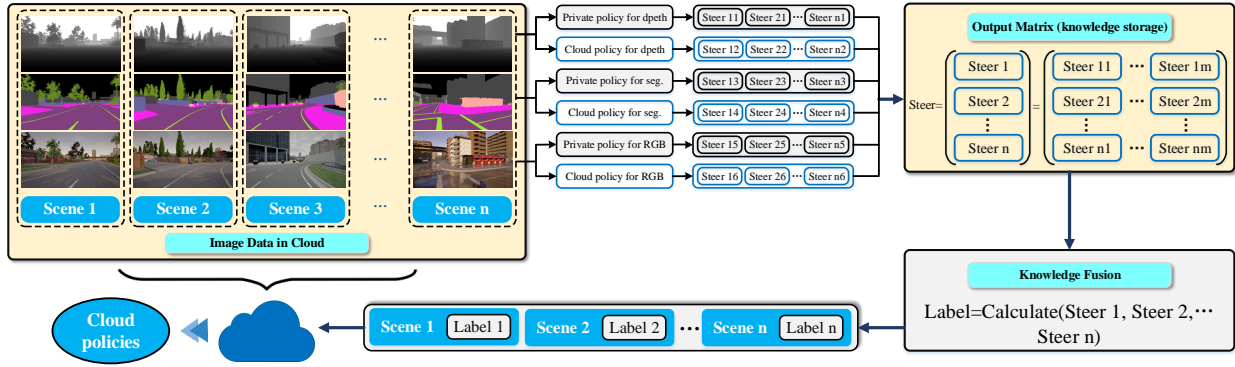 Private policy for dpeth
Steer 11 Steer 21 ··· Steer n1
Cloud policy for dpeth
Steer 12 Steer 22 ··· Steer n2
Private policy for seg.
Steer 13 Steer 23 ··· Steer n3
Cloud policy for seg.
Steer 14 Steer 24 ··· Steer n4
Private policy for RGB
Steer 15 Steer 25 ··· Steer n5
Cloud policy for RGB
Steer 16 Steer 26 ··· Steer n6
...
...
Scene 1 Scene 2 Scene 3 ... Scene n
Image Data in Cloud
Output Matrix (knowledge storage)
Steer 1 Steer 11 ··· Steer 1m
Steer= Steer 2 = Steer 21 ··· Steer 2m
⋮ ⋮ ⋮
Steer n Steer n1 ··· Steer nm
Knowledge Fusion
Label=Calculate(Steer 1, Steer 2,···
Steer n)
Scene 1 Label 1 Scene 2 Label 2 ··· Scene n Label n
Cloud
policies